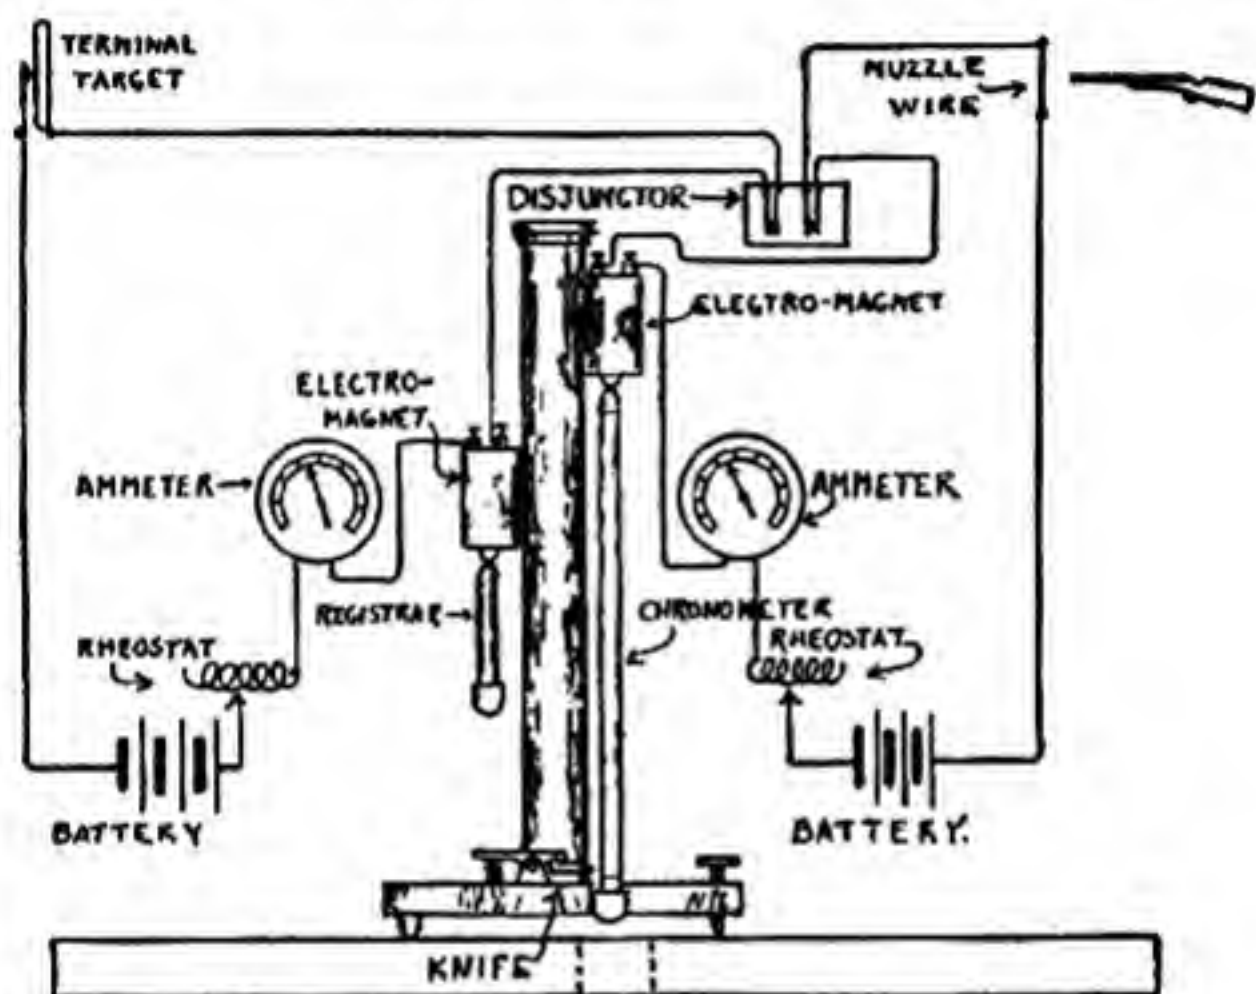 TERMINAL
TARGET
MUZZLE
WIRE
DISJUNCTOR
ELECTRO-MAGNET
ELECTRO-
MAGNET
AMMETER
AMMETER
REGISTRAR
CHRONOMETER
RHEOSTAT
RHEOSTAT
BATTERY
BATTERY.
KNIFE